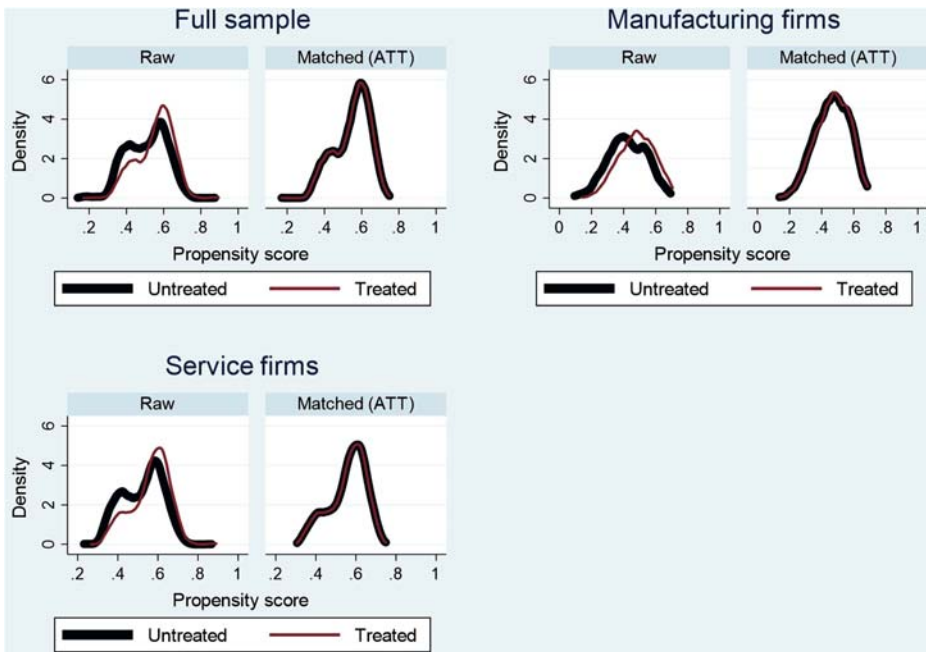 Full sample
Raw
Matched (ATT)
Density
6
4
2
0
.2 .4 .6 .8 1
.2 .4 .6 .8 1
Propensity score
Untreated Treated
Manufacturing firms
Raw
Matched (ATT)
Density
6
4
2
0
0 .2 .4 .6 .8 1
0 .2 .4 .6 .8 1
Propensity score
Untreated Treated
Service firms
Raw
Matched (ATT)
Density
6
4
2
0
.2 .4 .6 .8 1
.2 .4 .6 .8 1
Propensity score
Untreated Treated